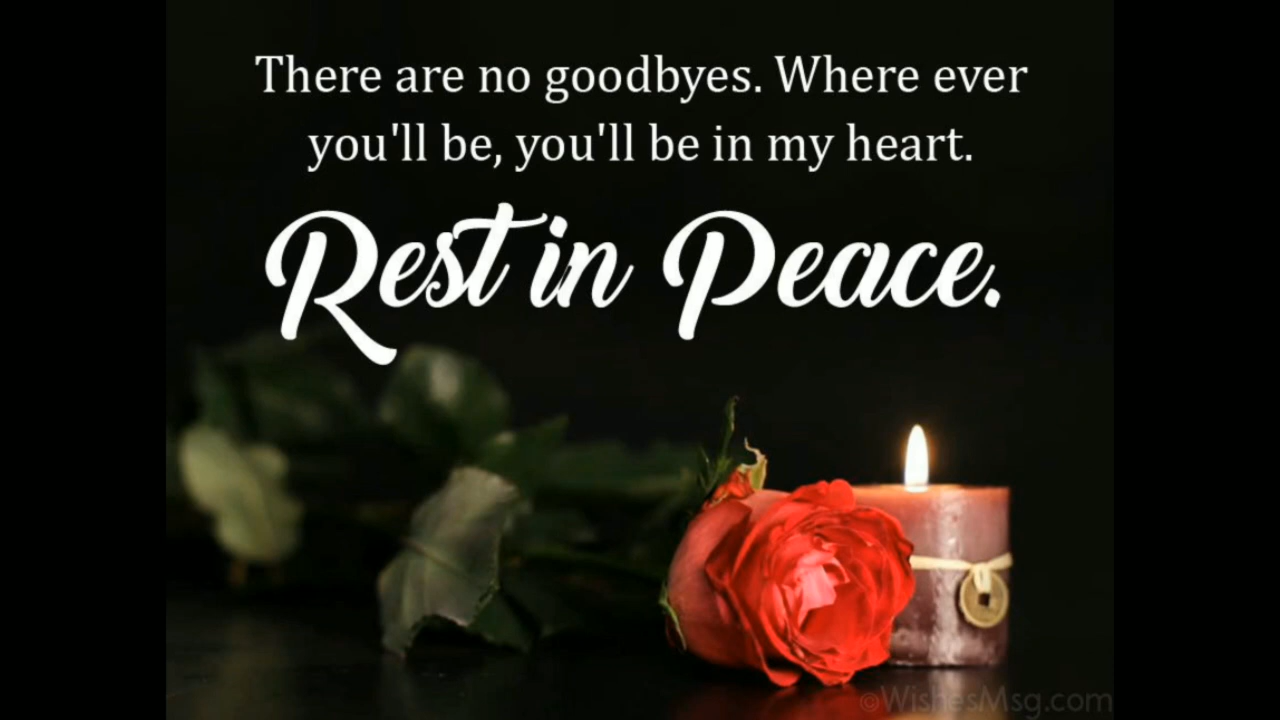 There are no goodbyes. Where ever
you'll be, you'll be in my heart.
Rest in Peace.
©WishesMsg.com